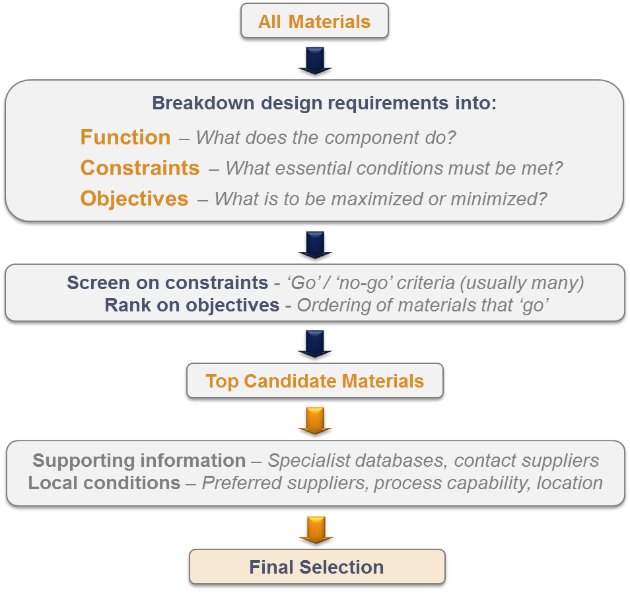 All Materials
Breakdown design requirements into:
Function – What does the component do?
Constraints – What essential conditions must be met?
Objectives – What is to be maximized or minimized?
Screen on constraints - ‘Go’ / ‘no-go’ criteria (usually many)
Rank on objectives - Ordering of materials that ‘go’
Top Candidate Materials
Supporting information – Specialist databases, contact suppliers
Local conditions – Preferred suppliers, process capability, location
Final Selection